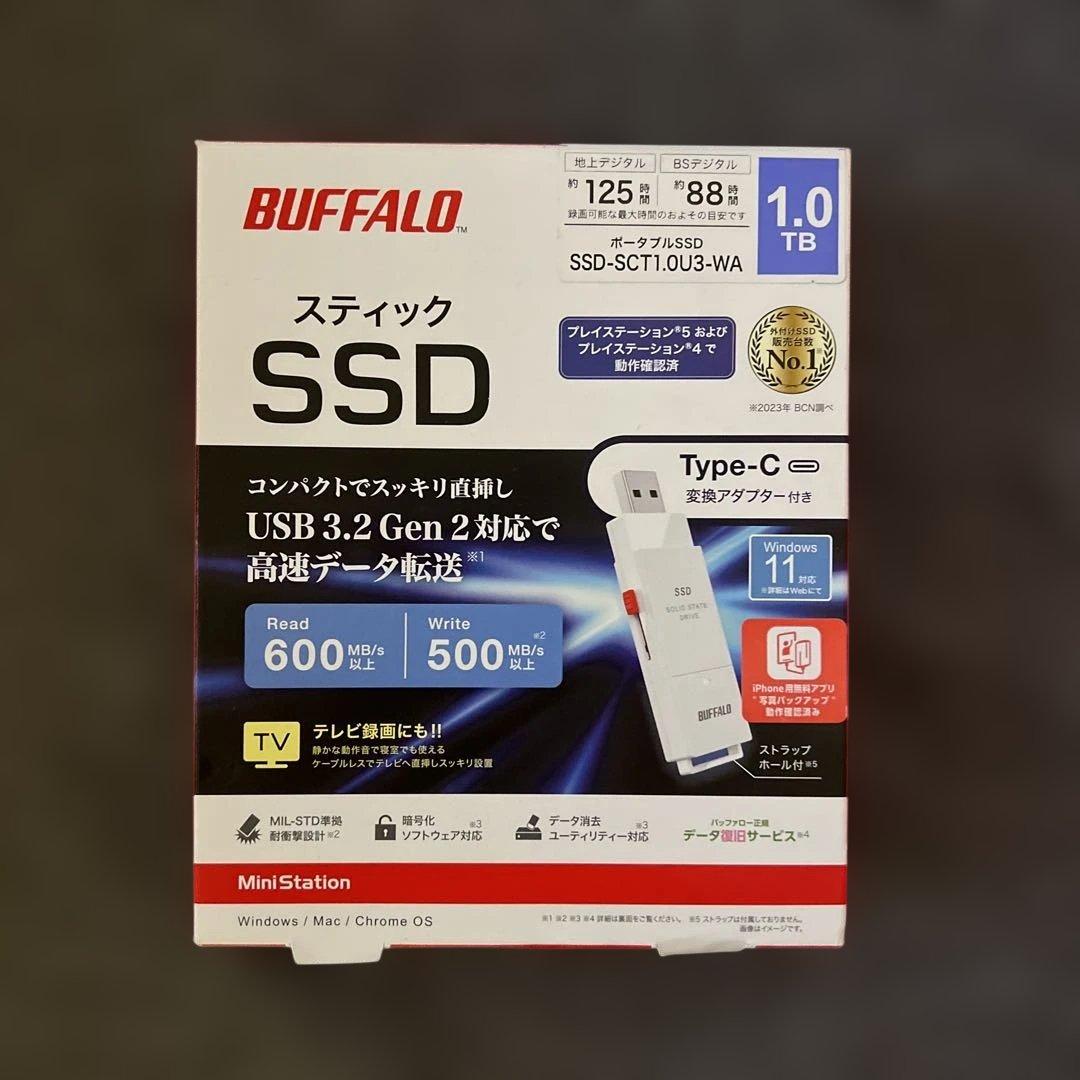 BUFFALO™
地上デジタル
約125時間
BSデジタル
約88時間
録画可能な最大時間のおよその目安です
ポータブルSSD
SSD-SCT1.0U3-WA
1.0
TB
スティック
SSD
プレイステーション®5 および
プレイステーション®4 で
動作確認済
外付けSSD
販売台数
No.1※
※2023年 BCN調べ
コンパクトでスッキリ直挿し
USB 3.2 Gen 2対応で
高速データ転送※1
Read
600 MB/s以上
Write
500 MB/s以上※2
Type-C
変換アダプター付き
Windows
11対応
※詳細はWebにて
SSD
SOLID STATE
DRIVE
BUFFALO
iPhone用無料アプリ
"写真バックアップ"
動作確認済み
ストラップ
ホール付※5
TV
テレビ録画にも!!
静かな動作音で寝室でも使える
ケーブルレスでテレビへ直挿しスッキリ設置
MIL-STD準拠
耐衝撃設計※2
暗号化
ソフトウェア対応※3
データ消去
ユーティリティー対応※3
バッファロー正規
データ復旧サービス※4
MiniStation
Windows / Mac / Chrome OS
※1 ※2 ※3 ※4 詳細は裏面をご覧ください。 ※5 ストラップは付属しておりません。
画像はイメージです。